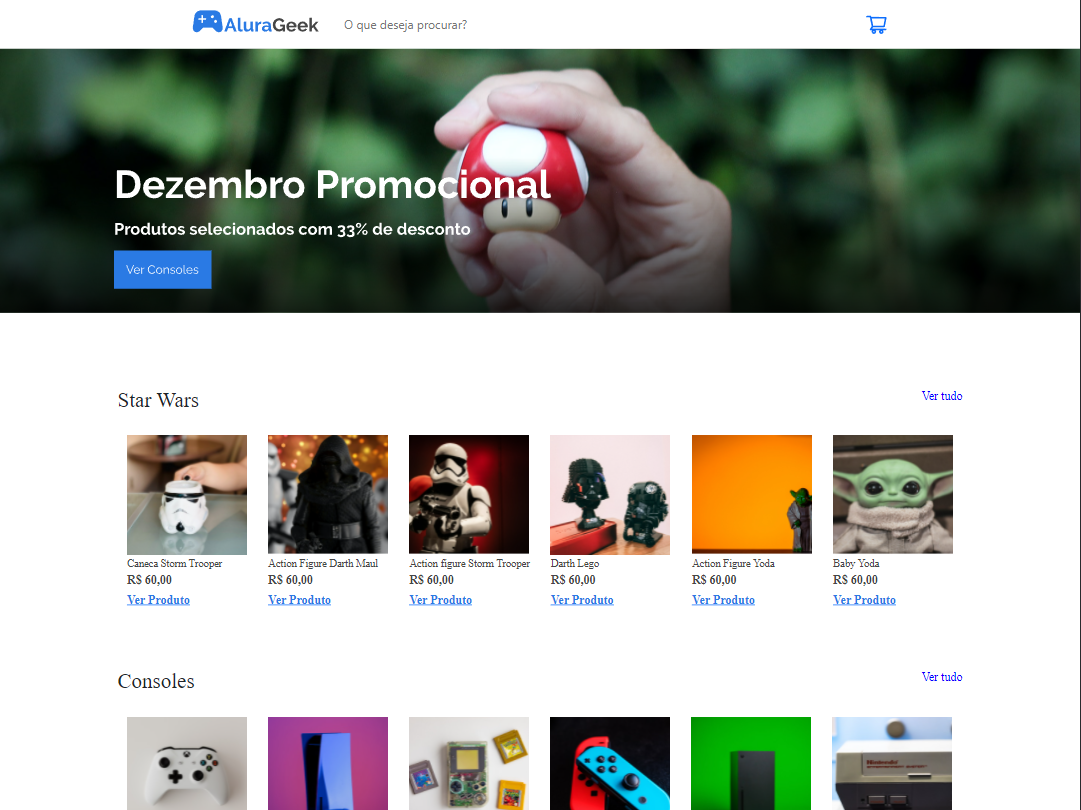 AluraGeek
O que deseja procurar?
Dezembro Promocional
Produtos selecionados com 33% de desconto
Ver Consoles
Star Wars
Ver tudo
Caneca Storm Trooper
R$ 60,00
Ver Produto
Action Figure Darth Maul
R$ 60,00
Ver Produto
Action figure Storm Trooper
R$ 60,00
Ver Produto
Darth Lego
R$ 60,00
Ver Produto
Action Figure Yoda
R$ 60,00
Ver Produto
Baby Yoda
R$ 60,00
Ver Produto
Consoles
Ver tudo
Nintendo